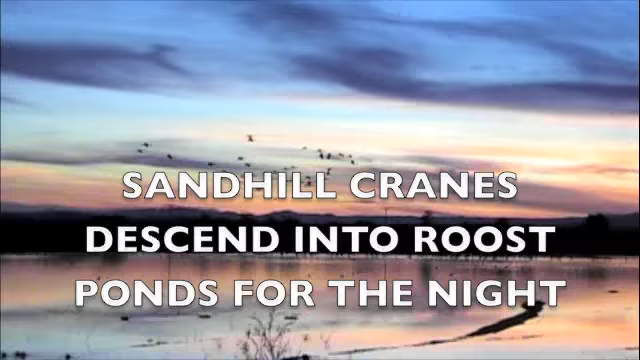 SANDHILL CRANES
DESCEND INTO ROOST
PONDS FOR THE NIGHT